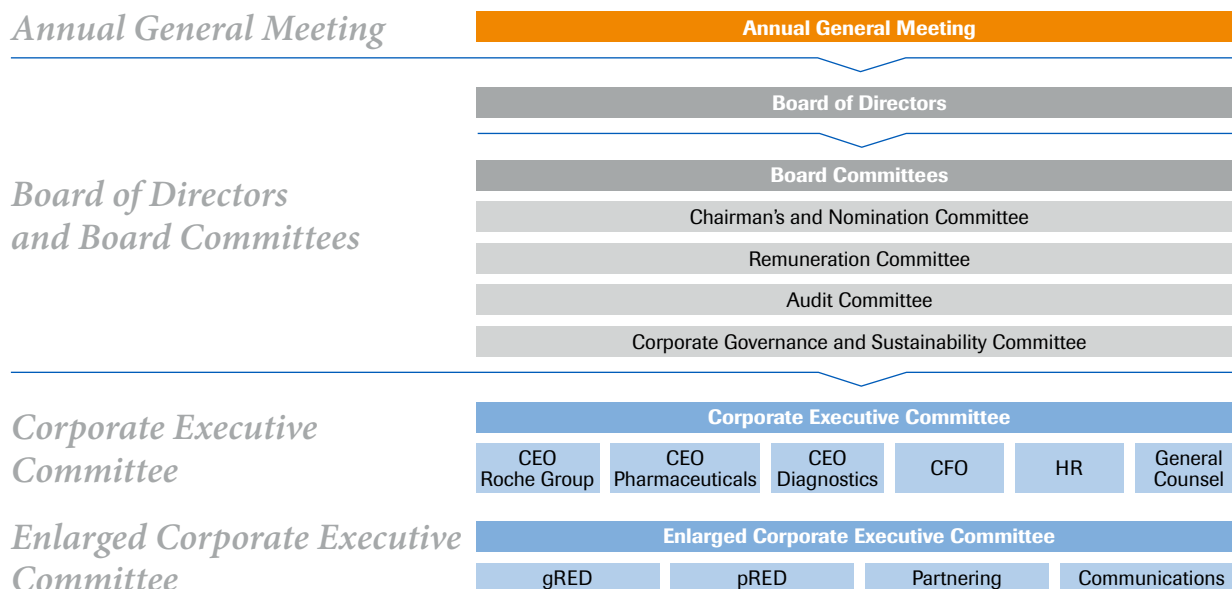 Annual General Meeting
Annual General Meeting
Board of Directors
Board of Directors
and Board Committees
Board Committees
Chairman's and Nomination Committee
Remuneration Committee
Audit Committee
Corporate Governance and Sustainability Committee
Corporate Executive
Committee
Corporate Executive Committee
CEO
Roche Group
CEO
Pharmaceuticals
CEO
Diagnostics
CFO
HR
General
Counsel
Enlarged Corporate Executive
Committee
Enlarged Corporate Executive Committee
gRED
pRED
Partnering
Communications